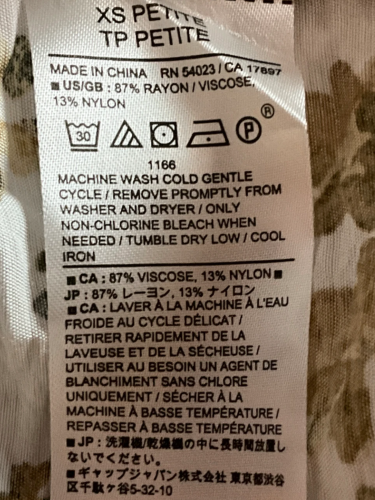 XS PETITE
TP PETITE
MADE IN CHINA RN 54023 / CA 17897
■ US/GB : 87% RAYON / VISCOSE,
13% NYLON
30
P
®
1166
MACHINE WASH COLD GENTLE
CYCLE / REMOVE PROMPTLY FROM
WASHER AND DRYER / ONLY
NON-CHLORINE BLEACH WHEN
NEEDED / TUMBLE DRY LOW / COOL
IRON
■ CA : 87% VISCOSE, 13% NYLON ■
JP : 87% レーヨン, 13% ナイロン
■ CA : LAVER À LA MACHINE À L'EAU
FROIDE AU CYCLE DÉLICAT /
RETIRER RAPIDEMENT DE LA
LAVEUSE ET DE LA SÉCHEUSE /
UTILISER AU BESOIN UN AGENT DE
BLANCHIMENT SANS CHLORE
UNIQUEMENT / SÉCHER À LA
MACHINE À BASSE TEMPÉRATURE /
REPASSER À BASSE TEMPÉRATURE
■ JP : 洗濯機/乾燥機の中に長時間放置し
ないでください。
■ ギャップジャパン株式会社 東京都渋谷
区千駄ヶ谷5-32-10